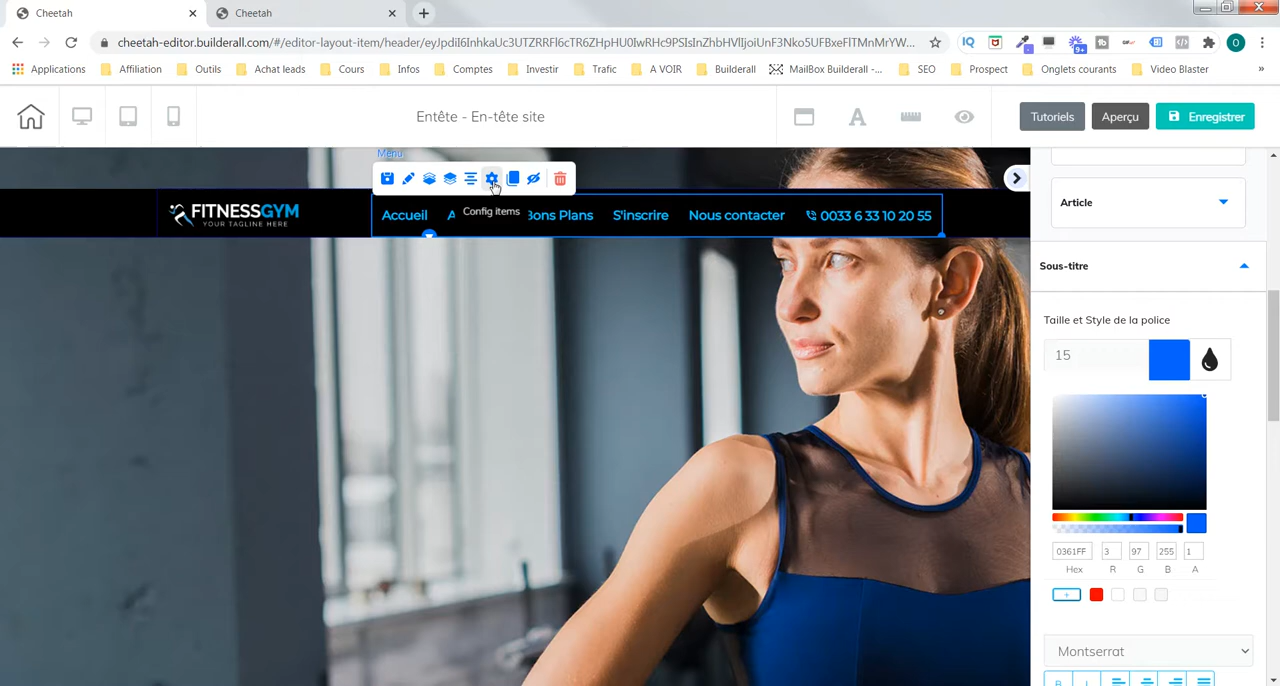 Cheetah
Cheetah
cheetah-editor.builderall.com/#/editor-layout-item/header/eyJpdiI6InhkaUc3UTZRRFl6cTR6ZHpHU0IwRHc9PSIsInZhbHVlIjoiUnF3Nko5UFBxeFlTMnMrYW...
Applications
Affiliation
Outils
Achat leads
Cours
Infos
Comptes
Investir
Trafic
A VOIR
Builderall
MailBox Builderall -...
SEO
Prospect
Onglets courants
Video Blaster
Entête - En-tête site
Tutoriels
Aperçu
Enregistrer
Menu
FITNESSGYM
YOUR TAGLINE HERE
Accueil
A
Config items
Bons Plans
S'inscrire
Nous contacter
0033 6 33 10 20 55
Article
Sous-titre
Taille et Style de la police
15
0361FF
3
97
255
1
Hex
R
G
B
A
+
Montserrat
B
I